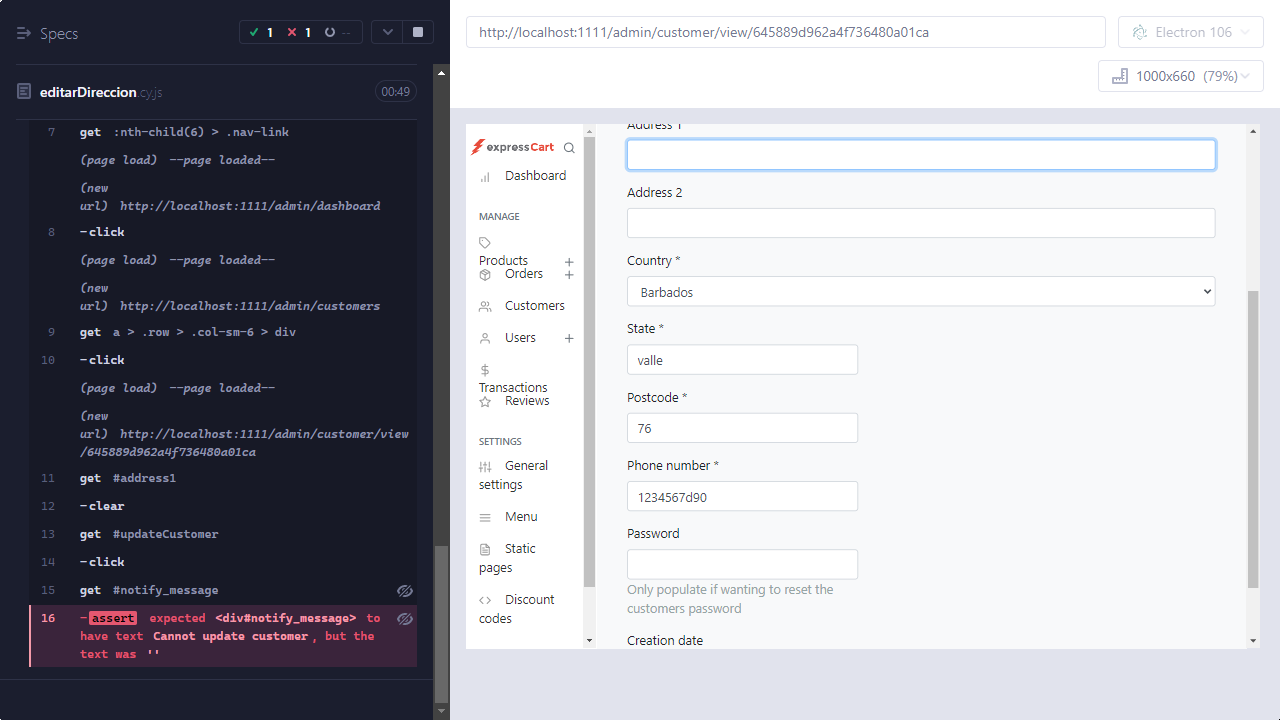 Specs
1
1
--
editarDireccion.cy.js
00:49
7 get :nth-child(6) > .nav-link
(page load) --page loaded--
(new
url) http://localhost:1111/admin/dashboard
8 -click
(page load) --page loaded--
(new
url) http://localhost:1111/admin/customers
9 get a > .row > .col-sm-6 > div
10 -click
(page load) --page loaded--
(new
url) http://localhost:1111/admin/customer/view
/645889d962a4f736480a01ca
11 get #address1
12 -clear
13 get #updateCustomer
14 -click
15 get #notify_message
16 -assert expected <div#notify_message> to
have text Cannot update customer, but the
text was ''
http://localhost:1111/admin/customer/view/645889d962a4f736480a01ca
Electron 106
1000x660 (79%)
expressCart
Dashboard
MANAGE
Products +
Orders +
Customers
Users +
Transactions
Reviews
SETTINGS
General
settings
Menu
Static
pages
Discount
codes
Address 1
Address 2
Country *
Barbados
State *
valle
Postcode *
76
Phone number *
1234567d90
Password
Only populate if wanting to reset the
customers password
Creation date